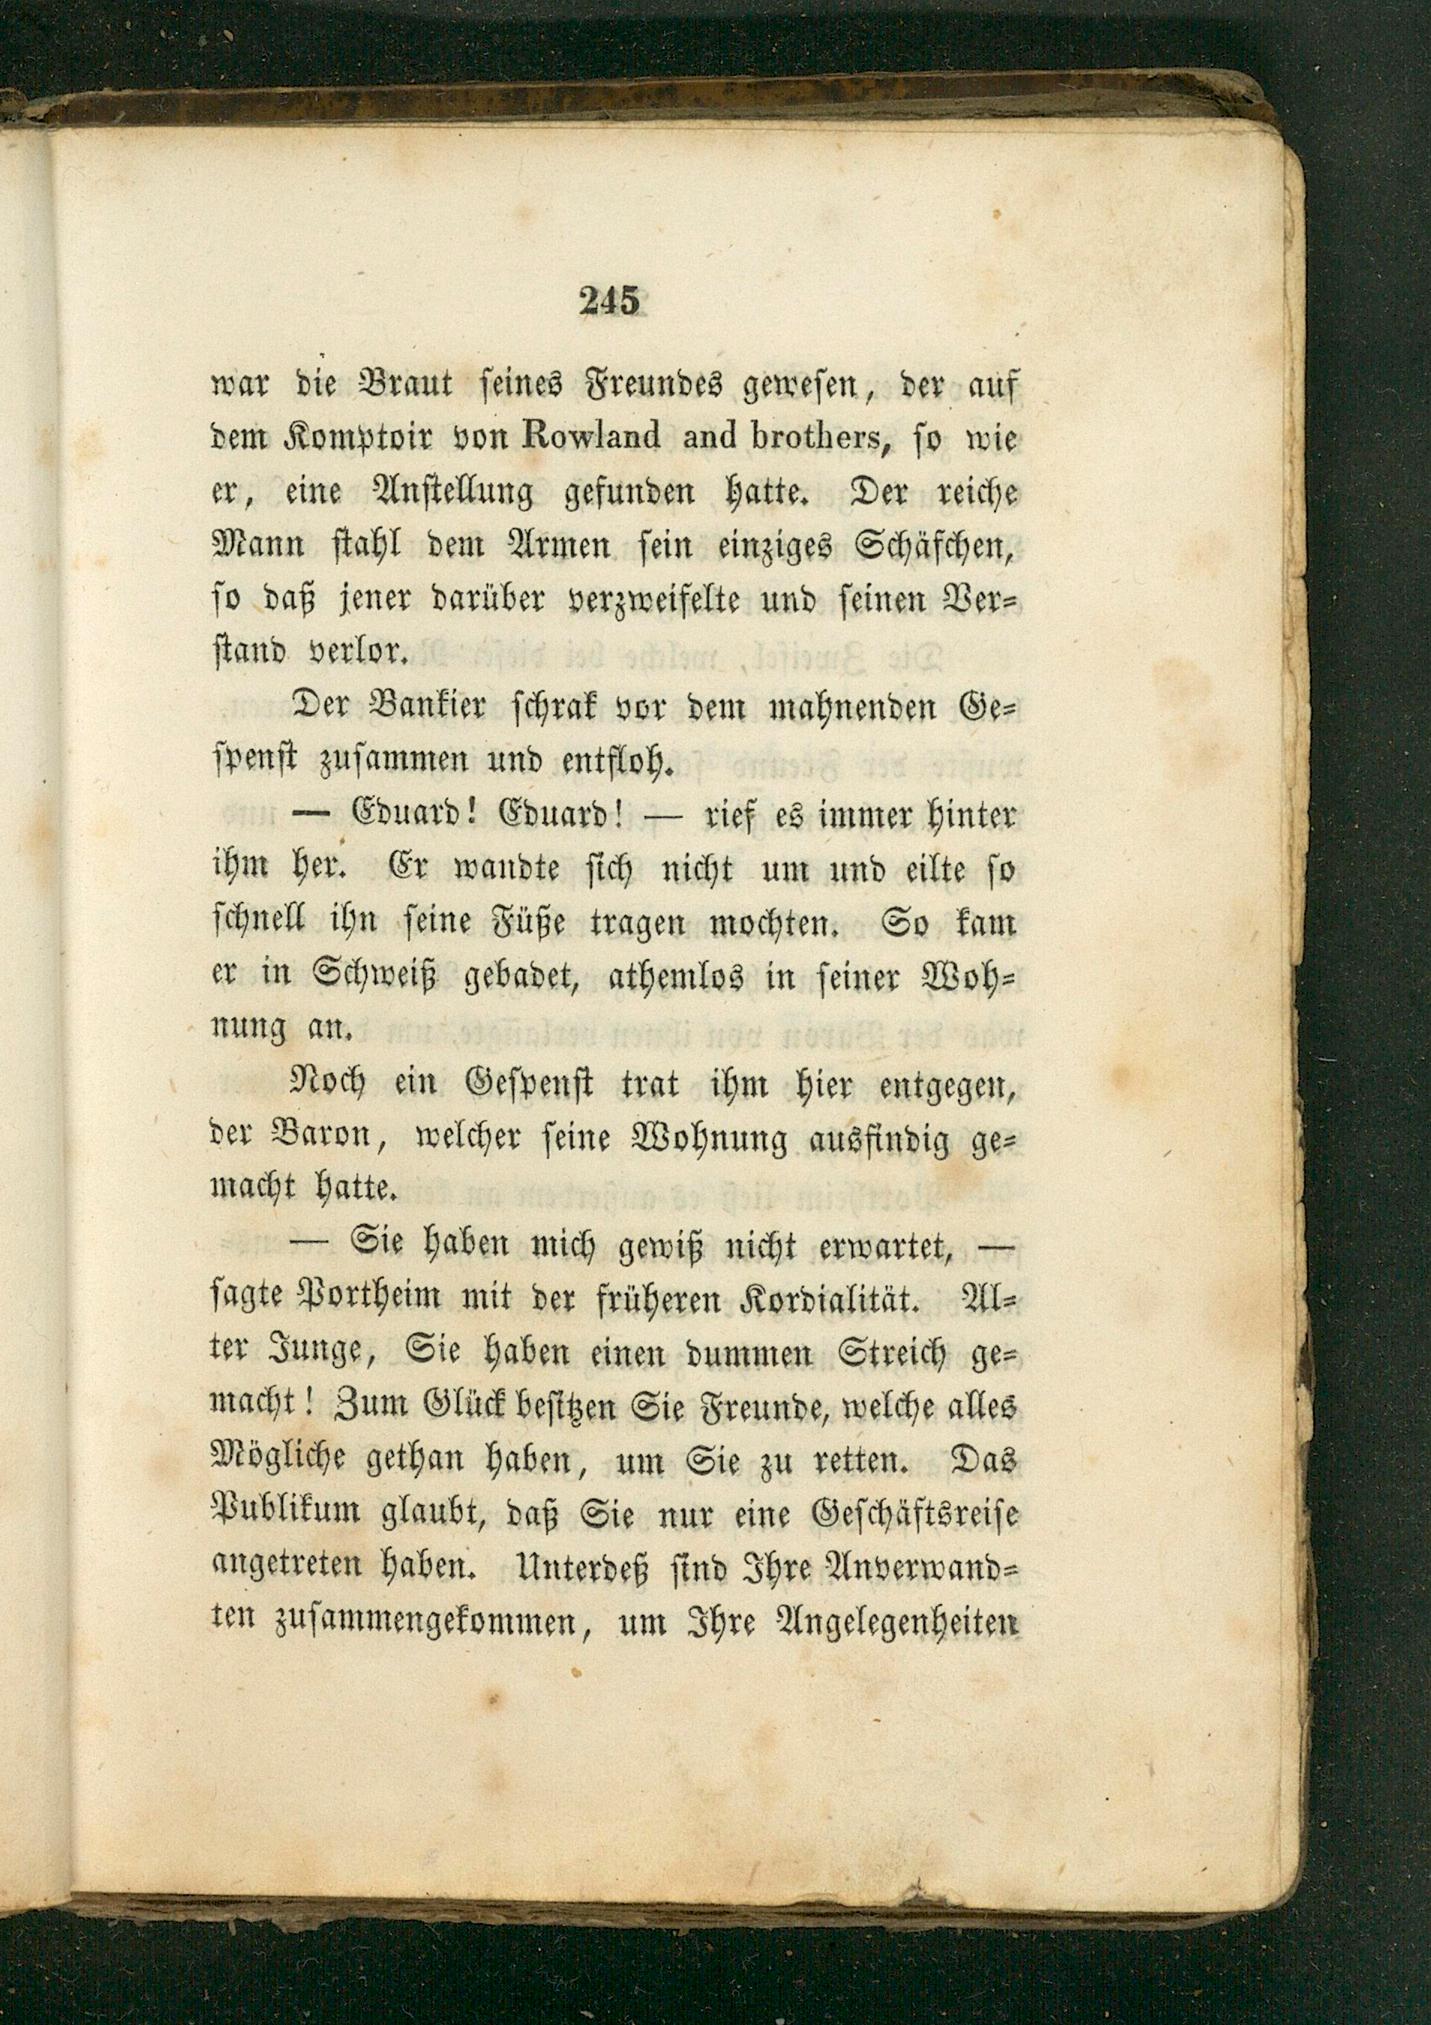 245
war die Braut seines Freundes gewesen, der auf
dem Komptoir von Rowland and brothers, so wie
er, eine Anstellung gefunden hatte. Der reiche
Mann stahl dem Armen sein einziges Schäfchen,
so daß jener darüber verzweifelte und seinen Ver=
stand verlor.
Der Bankier schrak vor dem mahnenden Ge=
spenst zusammen und entfloh.
— Eduard! Eduard! — rief es immer hinter
ihm her. Er wandte sich nicht um und eilte so
schnell ihn seine Füße tragen mochten. So kam
er in Schweiß gebadet, athemlos in seiner Woh=
nung an.
Noch ein Gespenst trat ihm hier entgegen,
der Baron, welcher seine Wohnung ausfindig ge=
macht hatte.
— Sie haben mich gewiß nicht erwartet, —
sagte Portheim mit der früheren Kordialität. Al=
ter Junge, Sie haben einen dummen Streich ge=
macht! Zum Glück besitzen Sie Freunde, welche alles
Mögliche gethan haben, um Sie zu retten. Das
Publikum glaubt, daß Sie nur eine Geschäftsreise
angetreten haben. Unterdeß sind Ihre Anverwand=
ten zusammengekommen, um Ihre Angelegenheiten